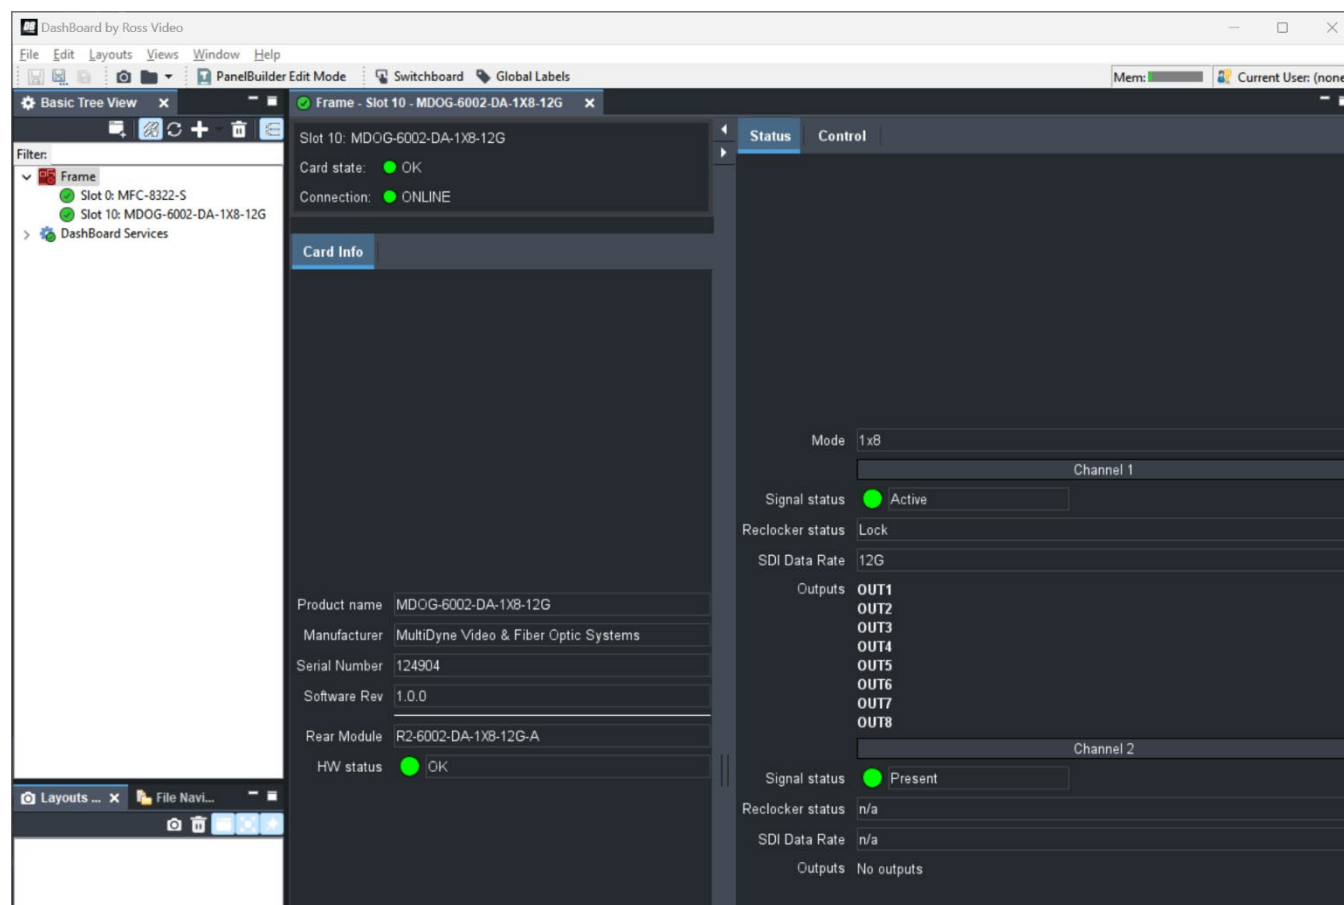 DashBoard by Ross Video
File Edit Layouts Views Window Help
PanelBuilder Edit Mode Switchboard Global Labels Mem: Current User: (none
Basic Tree View
Filter:
Frame
Slot 0: MFC-8322-S
Slot 10: MDOG-6002-DA-1X8-12G
DashBoard Services
Layouts ... File Navi...
Frame - Slot 10 - MDOG-6002-DA-1X8-12G
Slot 10: MDOG-6002-DA-1X8-12G
Card state: OK
Connection: ONLINE
Card Info
Product name MDOG-6002-DA-1X8-12G
Manufacturer MultiDyne Video & Fiber Optic Systems
Serial Number 124904
Software Rev 1.0.0
Rear Module R2-6002-DA-1X8-12G-A
HW status OK
Status Control
Mode 1x8
Channel 1
Signal status Active
Reclocker status Lock
SDI Data Rate 12G
Outputs OUT1
OUT2
OUT3
OUT4
OUT5
OUT6
OUT7
OUT8
Channel 2
Signal status Present
Reclocker status n/a
SDI Data Rate n/a
Outputs No outputs